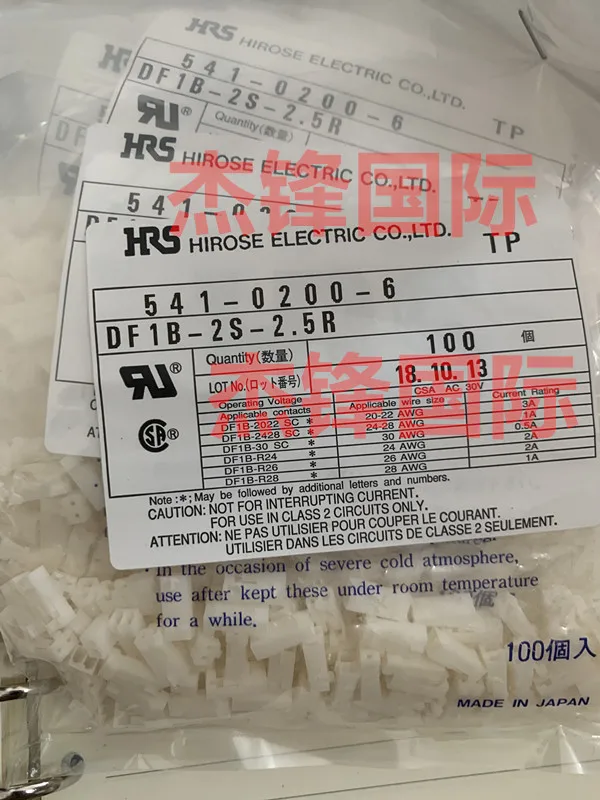 HRS HIROSE ELECTRIC CO.,LTD.
541-0200-6
TP
DF1B-2S-2.5R
Quantity(数量)
HRS HIROSE ELECTRIC CO.,LTD.
杰锋国际
HRS HIROSE ELECTRIC CO.,LTD.
TP
541-0200-6
DF1B-2S-2.5R
Quantity(数量) 100 個
LOT No.(ロット番号) 18.10.13
杰锋国际
Operating Voltage CSA AC 30V
Applicable contacts Applicable wire size Current Rating
DF1B-2022 SC * 20-22 AWG 3A
DF1B-2428 SC * 24-28 AWG 1A
DF1B-30 SC * 30 AWG 0.5A
DF1B-R24 * 24 AWG 2A
DF1B-R26 * 26 AWG 2A
DF1B-R28 * 28 AWG 1A
Note :*; May be followed by additional letters and numbers.
CAUTION: NOT FOR INTERRUPTING CURRENT.
FOR USE IN CLASS 2 CIRCUITS ONLY.
ATTENTION: NE PAS UTILISIER POUR COUPER LE COURANT.
UTILISIER DANS LES CIRCUITS DE CLASSE 2 SEULEMENT.
· In the occasion of severe cold atmosphere,
use after kept these under room temperature
for a while.
100個入
MADE IN JAPAN